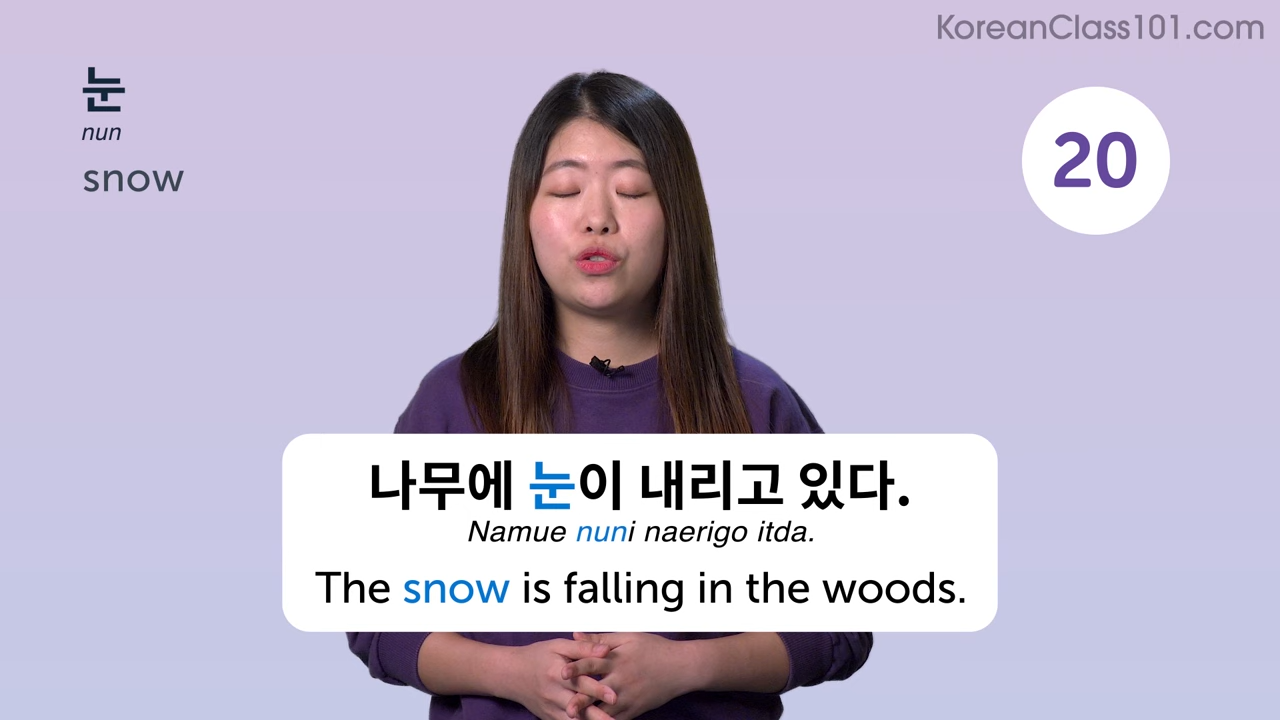 KoreanClass101.com
눈
nun
snow
20
나무에 눈이 내리고 있다.
Namue nuni naerigo itda.
The snow is falling in the woods.